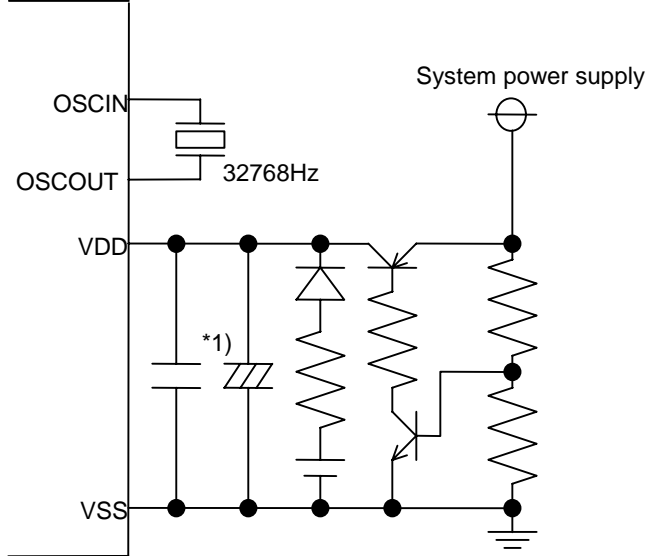 System power supply
OSCIN
OSCOUT
32768Hz
VDD
*1)
VSS